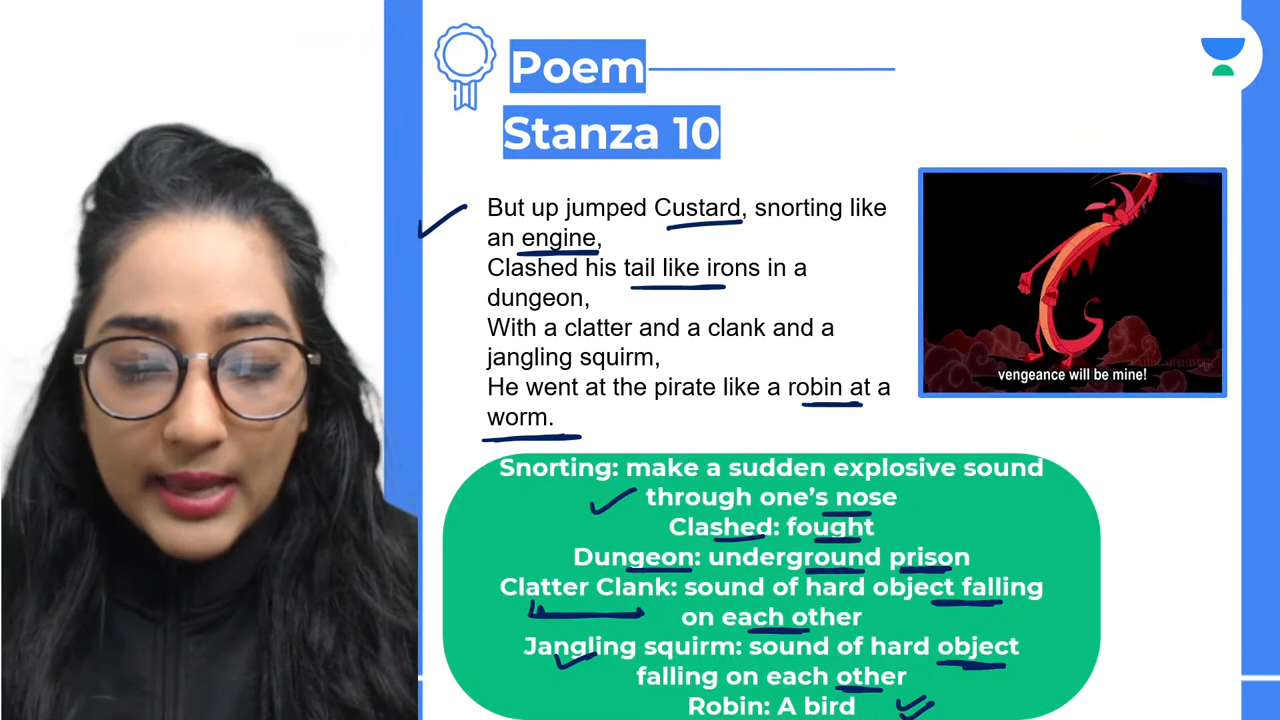 Poem
Stanza 10
But up jumped Custard, snorting like
an engine,
Clashed his tail like irons in a
dungeon,
With a clatter and a clank and a
jangling squirm,
He went at the pirate like a robin at a
worm.
vengeance will be mine!
Snorting: make a sudden explosive sound
through one's nose
Clashed: fought
Dungeon: underground prison
Clatter Clank: sound of hard object falling
on each other
Jangling squirm: sound of hard object
falling on each other
Robin: A bird